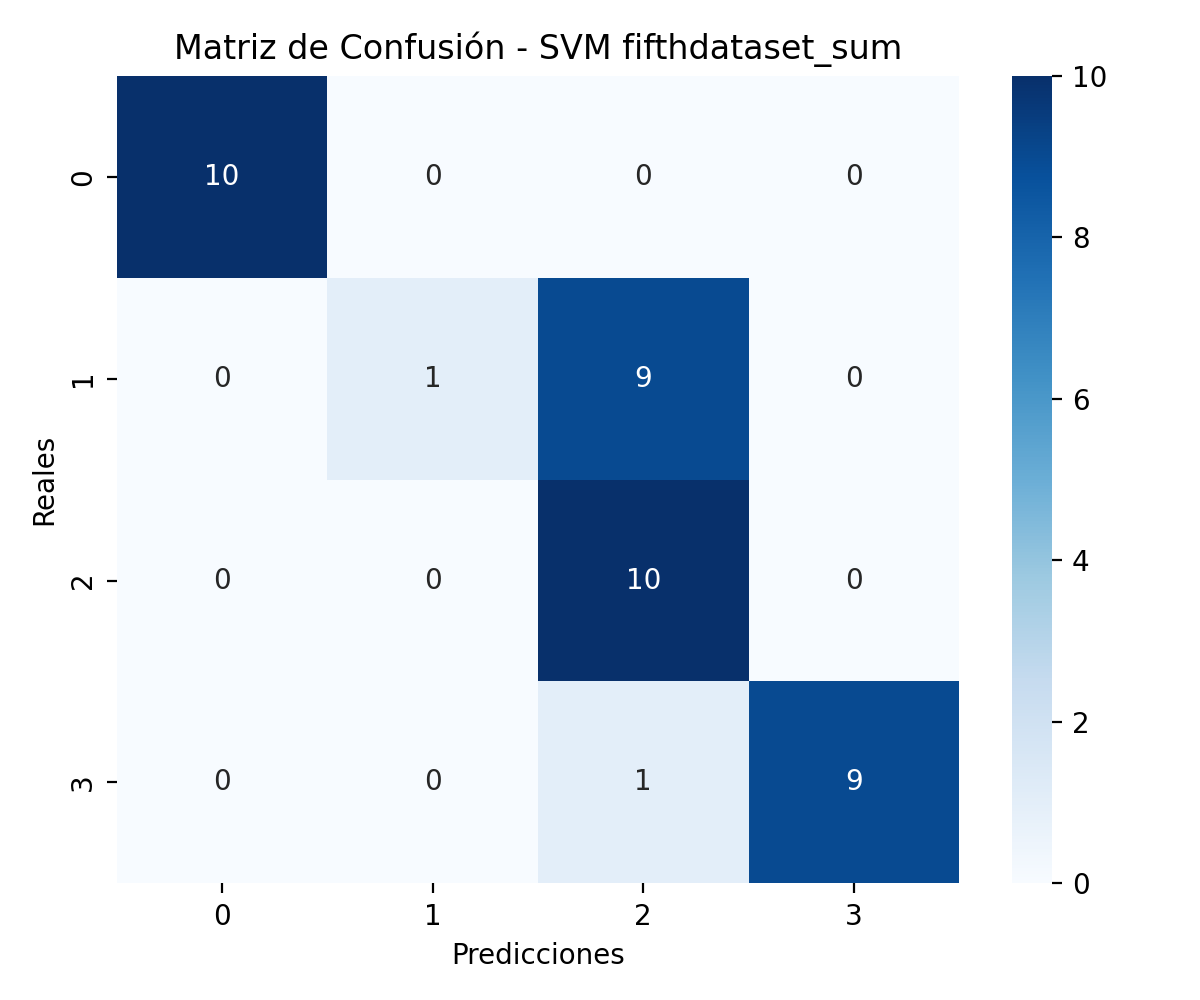 Matriz de Confusión - SVM fifthdataset_sum
0 10 0 0 0
1 0 1 9 0
2 0 0 10 0
3 0 0 1 9
0 1 2 3
Predicciones
Reales
10
8
6
4
2
0